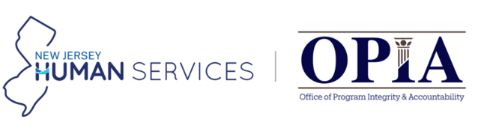 NEW JERSEY
HUMAN SERVICES
OPIA
Office of Program Integrity & Accountability